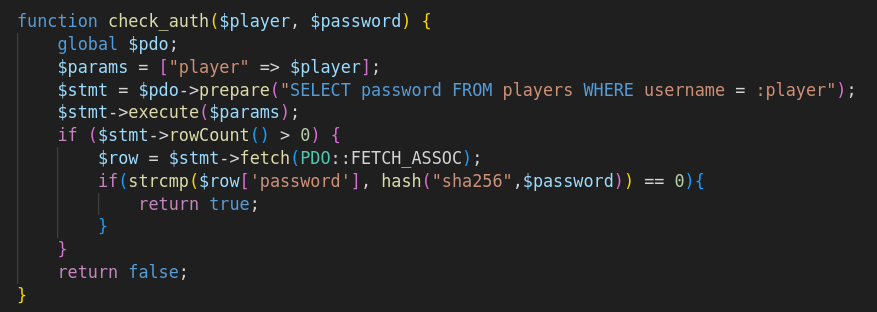 function check_auth($player, $password) {
    global $pdo;
    $params = ["player" => $player];
    $stmt = $pdo->prepare("SELECT password FROM players WHERE username = :player");
    $stmt->execute($params);
    if ($stmt->rowCount() > 0) {
        $row = $stmt->fetch(PDO::FETCH_ASSOC);
        if(strcmp($row['password'], hash("sha256",$password)) == 0){
            return true;
        }
    }
    return false;
}